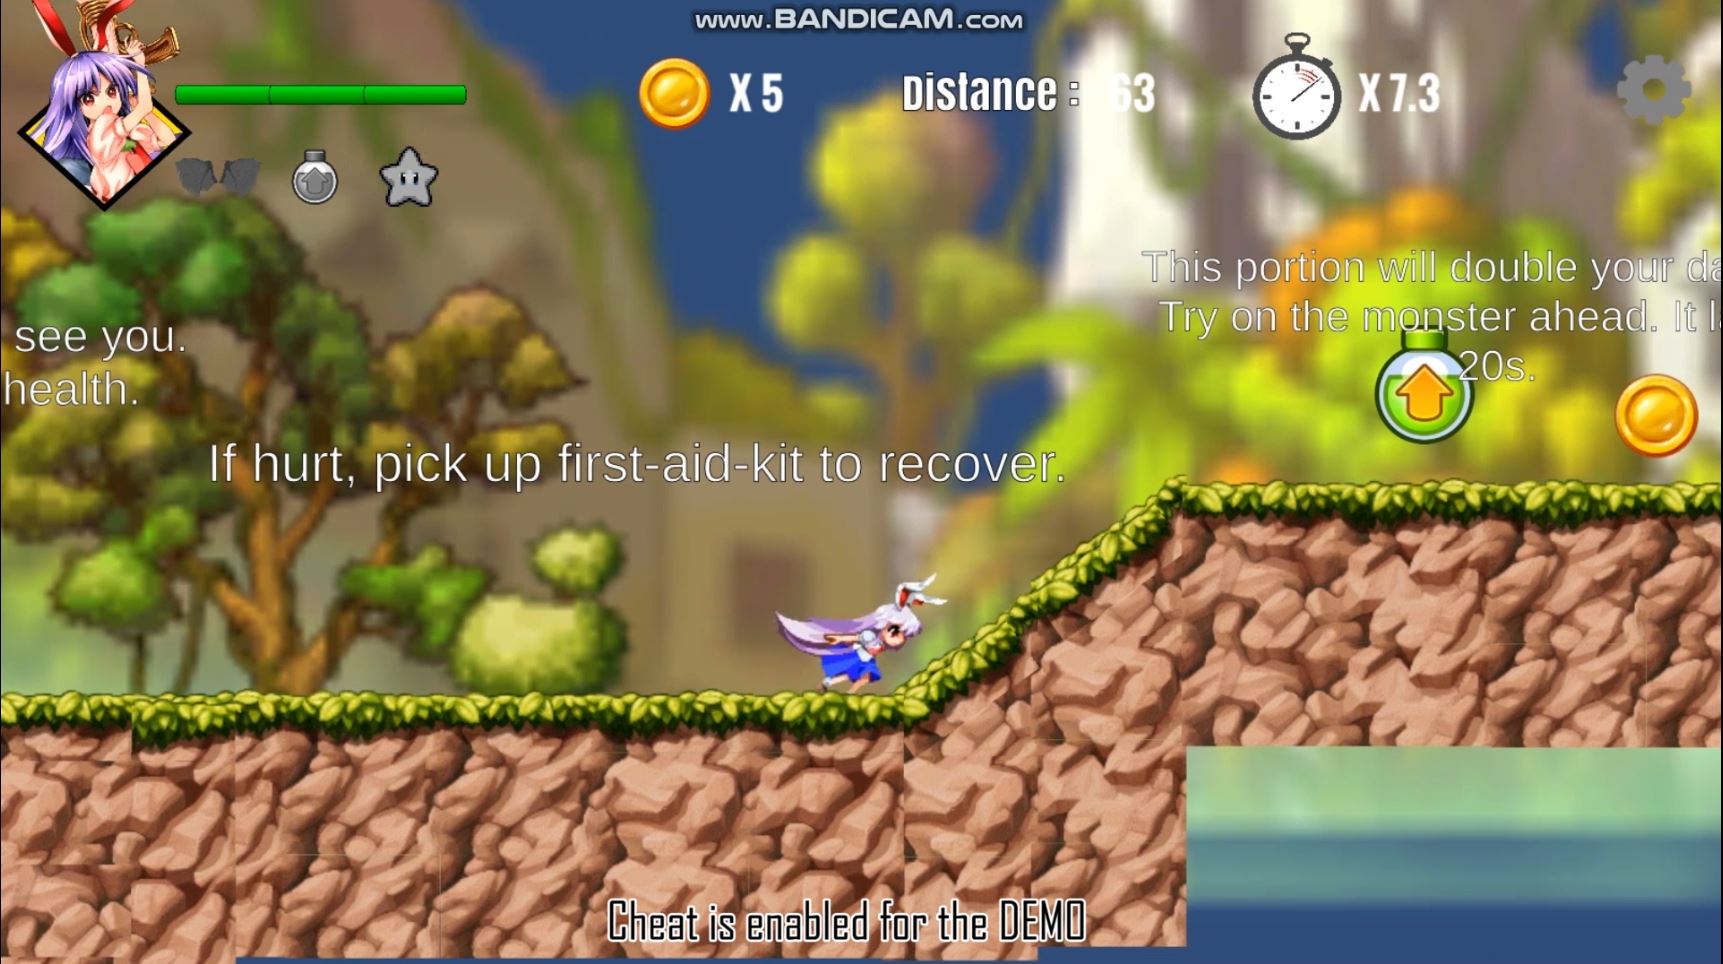 www.BANDICAM.com
X 5
Distance : 63
X 7.3
This portion will double your da
Try on the monster ahead. It l
20s.
see you.
health.
If hurt, pick up first-aid-kit to recover.
Cheat is enabled for the DEMO